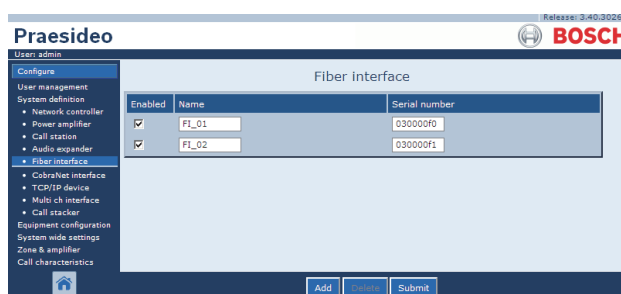 Release: 3.40.3026
Praesideo
BOSCH
User: admin
Configure
User management
System definition
• Network controller
• Power amplifier
• Call station
• Audio expander
• Fiber interface
• CobraNet interface
• TCP/IP device
• Multi ch interface
• Call stacker
Equipment configuration
System wide settings
Zone & amplifier
Call characteristics
Fiber interface
Enabled Name Serial number
FI_01 030000f0
FI_02 030000f1
Add Delete Submit